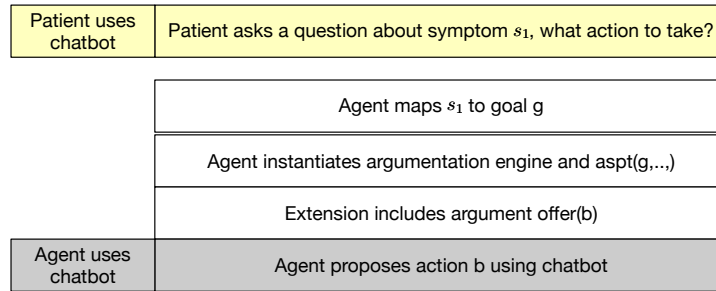 Patient uses
chatbot
Patient asks a question about symptom s₁, what action to take?
Agent maps s₁ to goal g
Agent instantiates argumentation engine and aspt(g,..,)
Extension includes argument offer(b)
Agent uses
chatbot
Agent proposes action b using chatbot